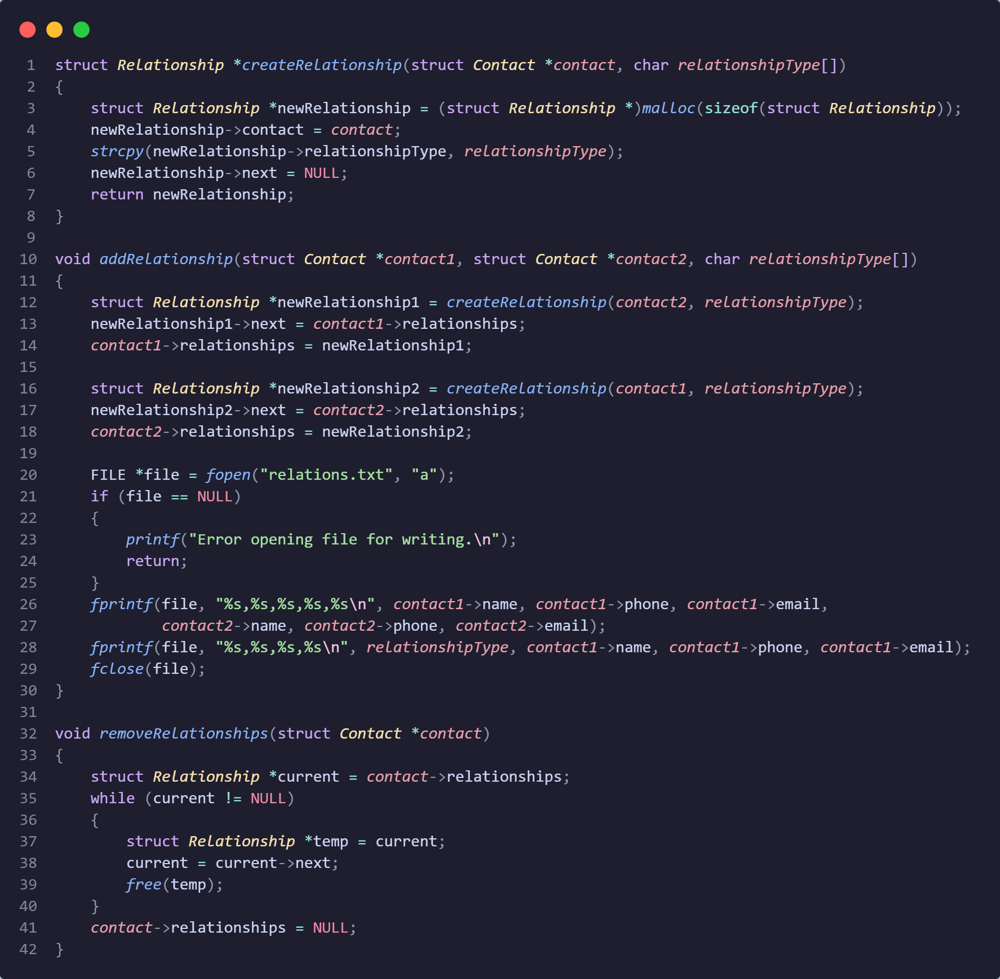 1 struct Relationship *createRelationship(struct Contact *contact, char relationshipType[])
2 {
3     struct Relationship *newRelationship = (struct Relationship *)malloc(sizeof(struct Relationship));
4     newRelationship->contact = contact;
5     strcpy(newRelationship->relationshipType, relationshipType);
6     newRelationship->next = NULL;
7     return newRelationship;
8 }
9
10 void addRelationship(struct Contact *contact1, struct Contact *contact2, char relationshipType[])
11 {
12     struct Relationship *newRelationship1 = createRelationship(contact2, relationshipType);
13     newRelationship1->next = contact1->relationships;
14     contact1->relationships = newRelationship1;
15
16     struct Relationship *newRelationship2 = createRelationship(contact1, relationshipType);
17     newRelationship2->next = contact2->relationships;
18     contact2->relationships = newRelationship2;
19
20     FILE *file = fopen("relations.txt", "a");
21     if (file == NULL)
22     {
23         printf("Error opening file for writing.\n");
24         return;
25     }
26     fprintf(file, "%s,%s,%s,%s,%s\n", contact1->name, contact1->phone, contact1->email,
27             contact2->name, contact2->phone, contact2->email);
28     fprintf(file, "%s,%s,%s,%s\n", relationshipType, contact1->name, contact1->phone, contact1->email);
29     fclose(file);
30 }
31
32 void removeRelationships(struct Contact *contact)
33 {
34     struct Relationship *current = contact->relationships;
35     while (current != NULL)
36     {
37         struct Relationship *temp = current;
38         current = current->next;
39         free(temp);
40     }
41     contact->relationships = NULL;
42 }